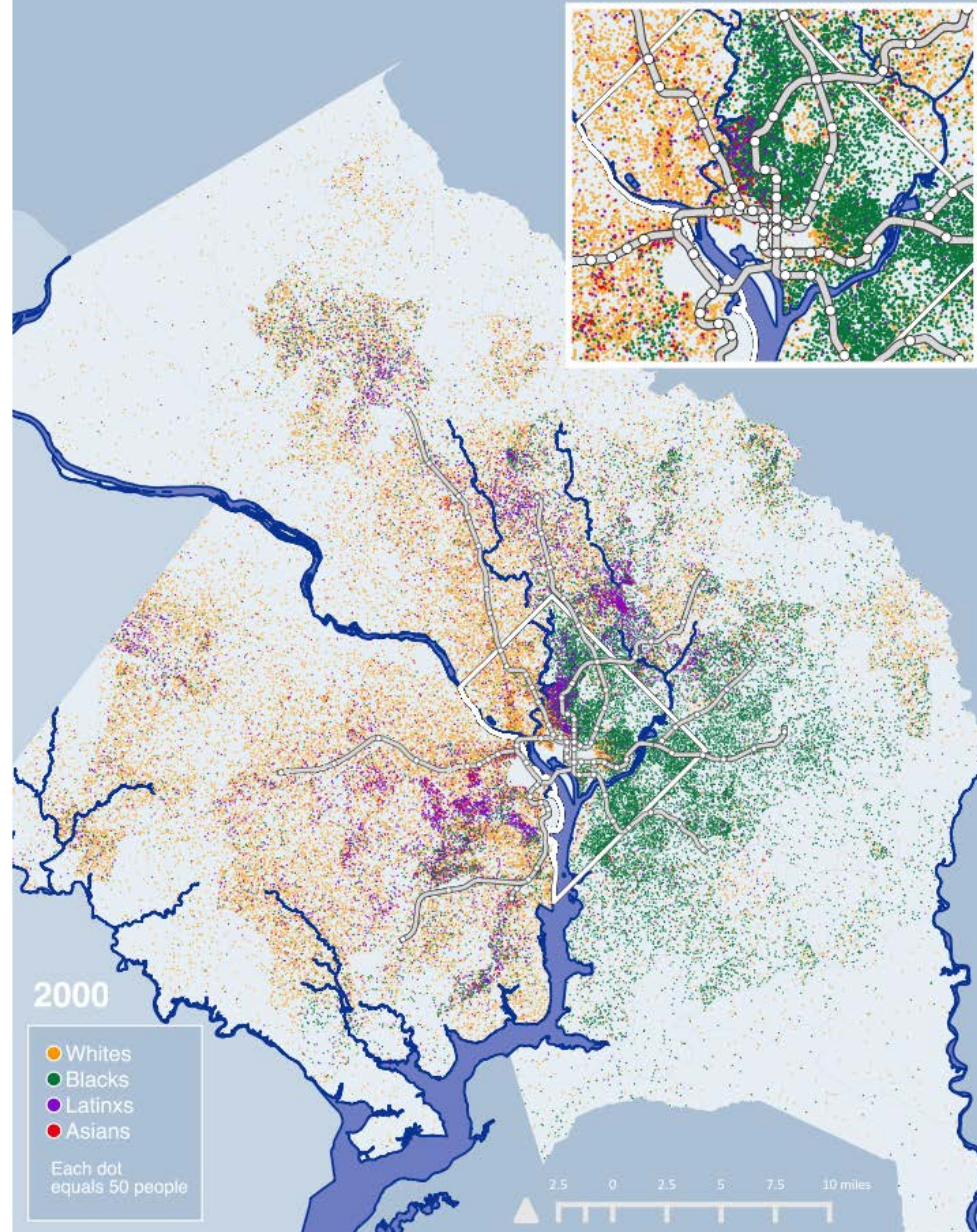 2000
Whites
Blacks
Latinxs
Asians
Each dot
equals 50 people
2.5 0 2.5 5 7.5 10 miles